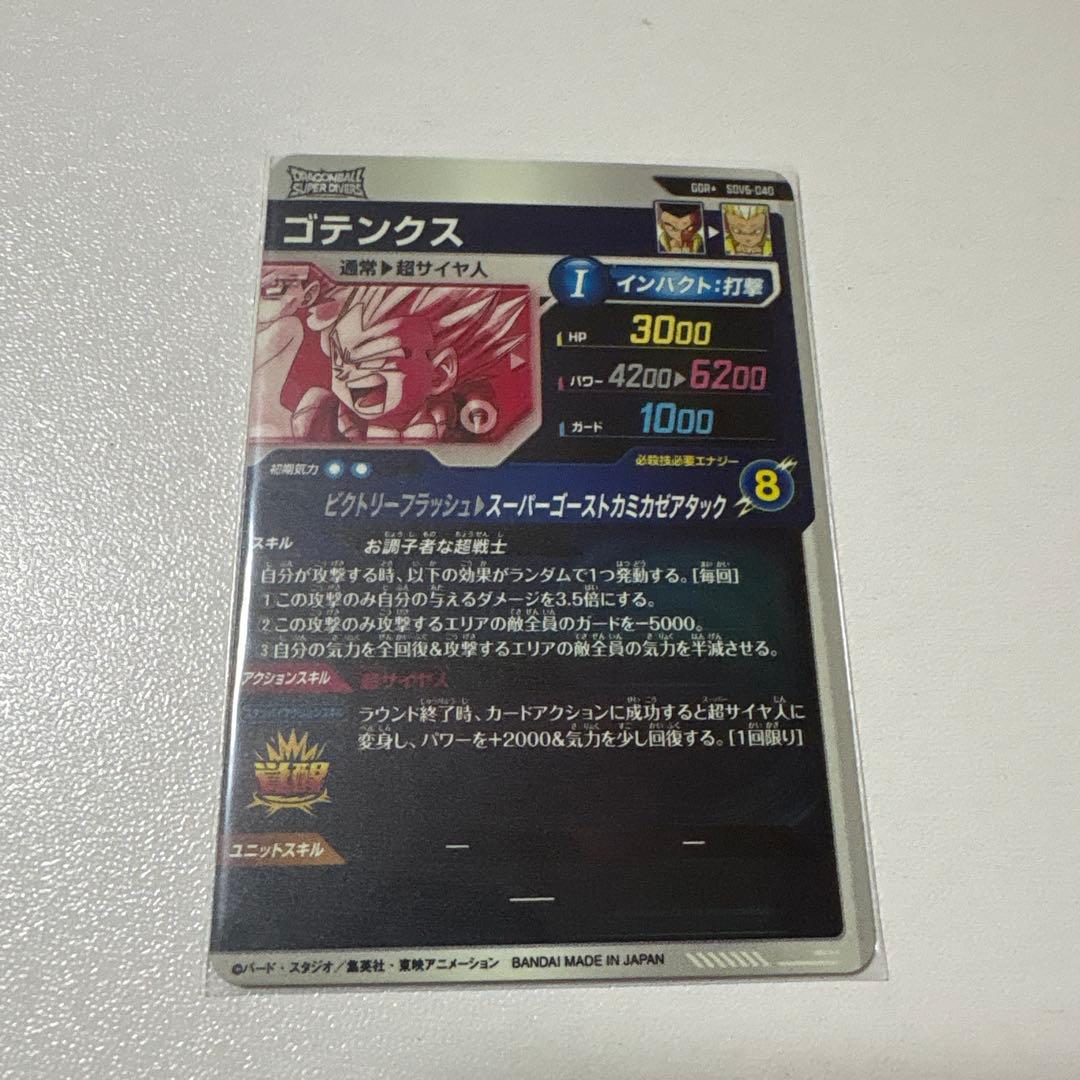 DRAGONBALL
SUPER DIVERS
GDR★ SDV6-040
ゴテンクス
通常▶超サイヤ人
I インパクト:打撃
HP 3000
パワー 4200▶6200
ガード 1000
初期気力
必殺技必要エナジー
8
ビクトリーフラッシュ▶スーパーゴーストカミカゼアタック
スキル お調子者な超戦士
自分が攻撃する時、以下の効果がランダムで1つ発動する。[毎回]
1 この攻撃のみ自分の与えるダメージを3.5倍にする。
2 この攻撃のみ攻撃するエリアの敵全員のガードを-5000。
3 自分の気力を全回復&攻撃するエリアの敵全員の気力を半減させる。
アクションスキル 超サイヤ人
ラウンド終了時、カードアクションに成功すると超サイヤ人に
変身し、パワーを+2000&気力を少し回復する。[1回限り]
覚醒
ユニットスキル ー ー
ー
©バード・スタジオ/集英社・東映アニメーション BANDAI MADE IN JAPAN